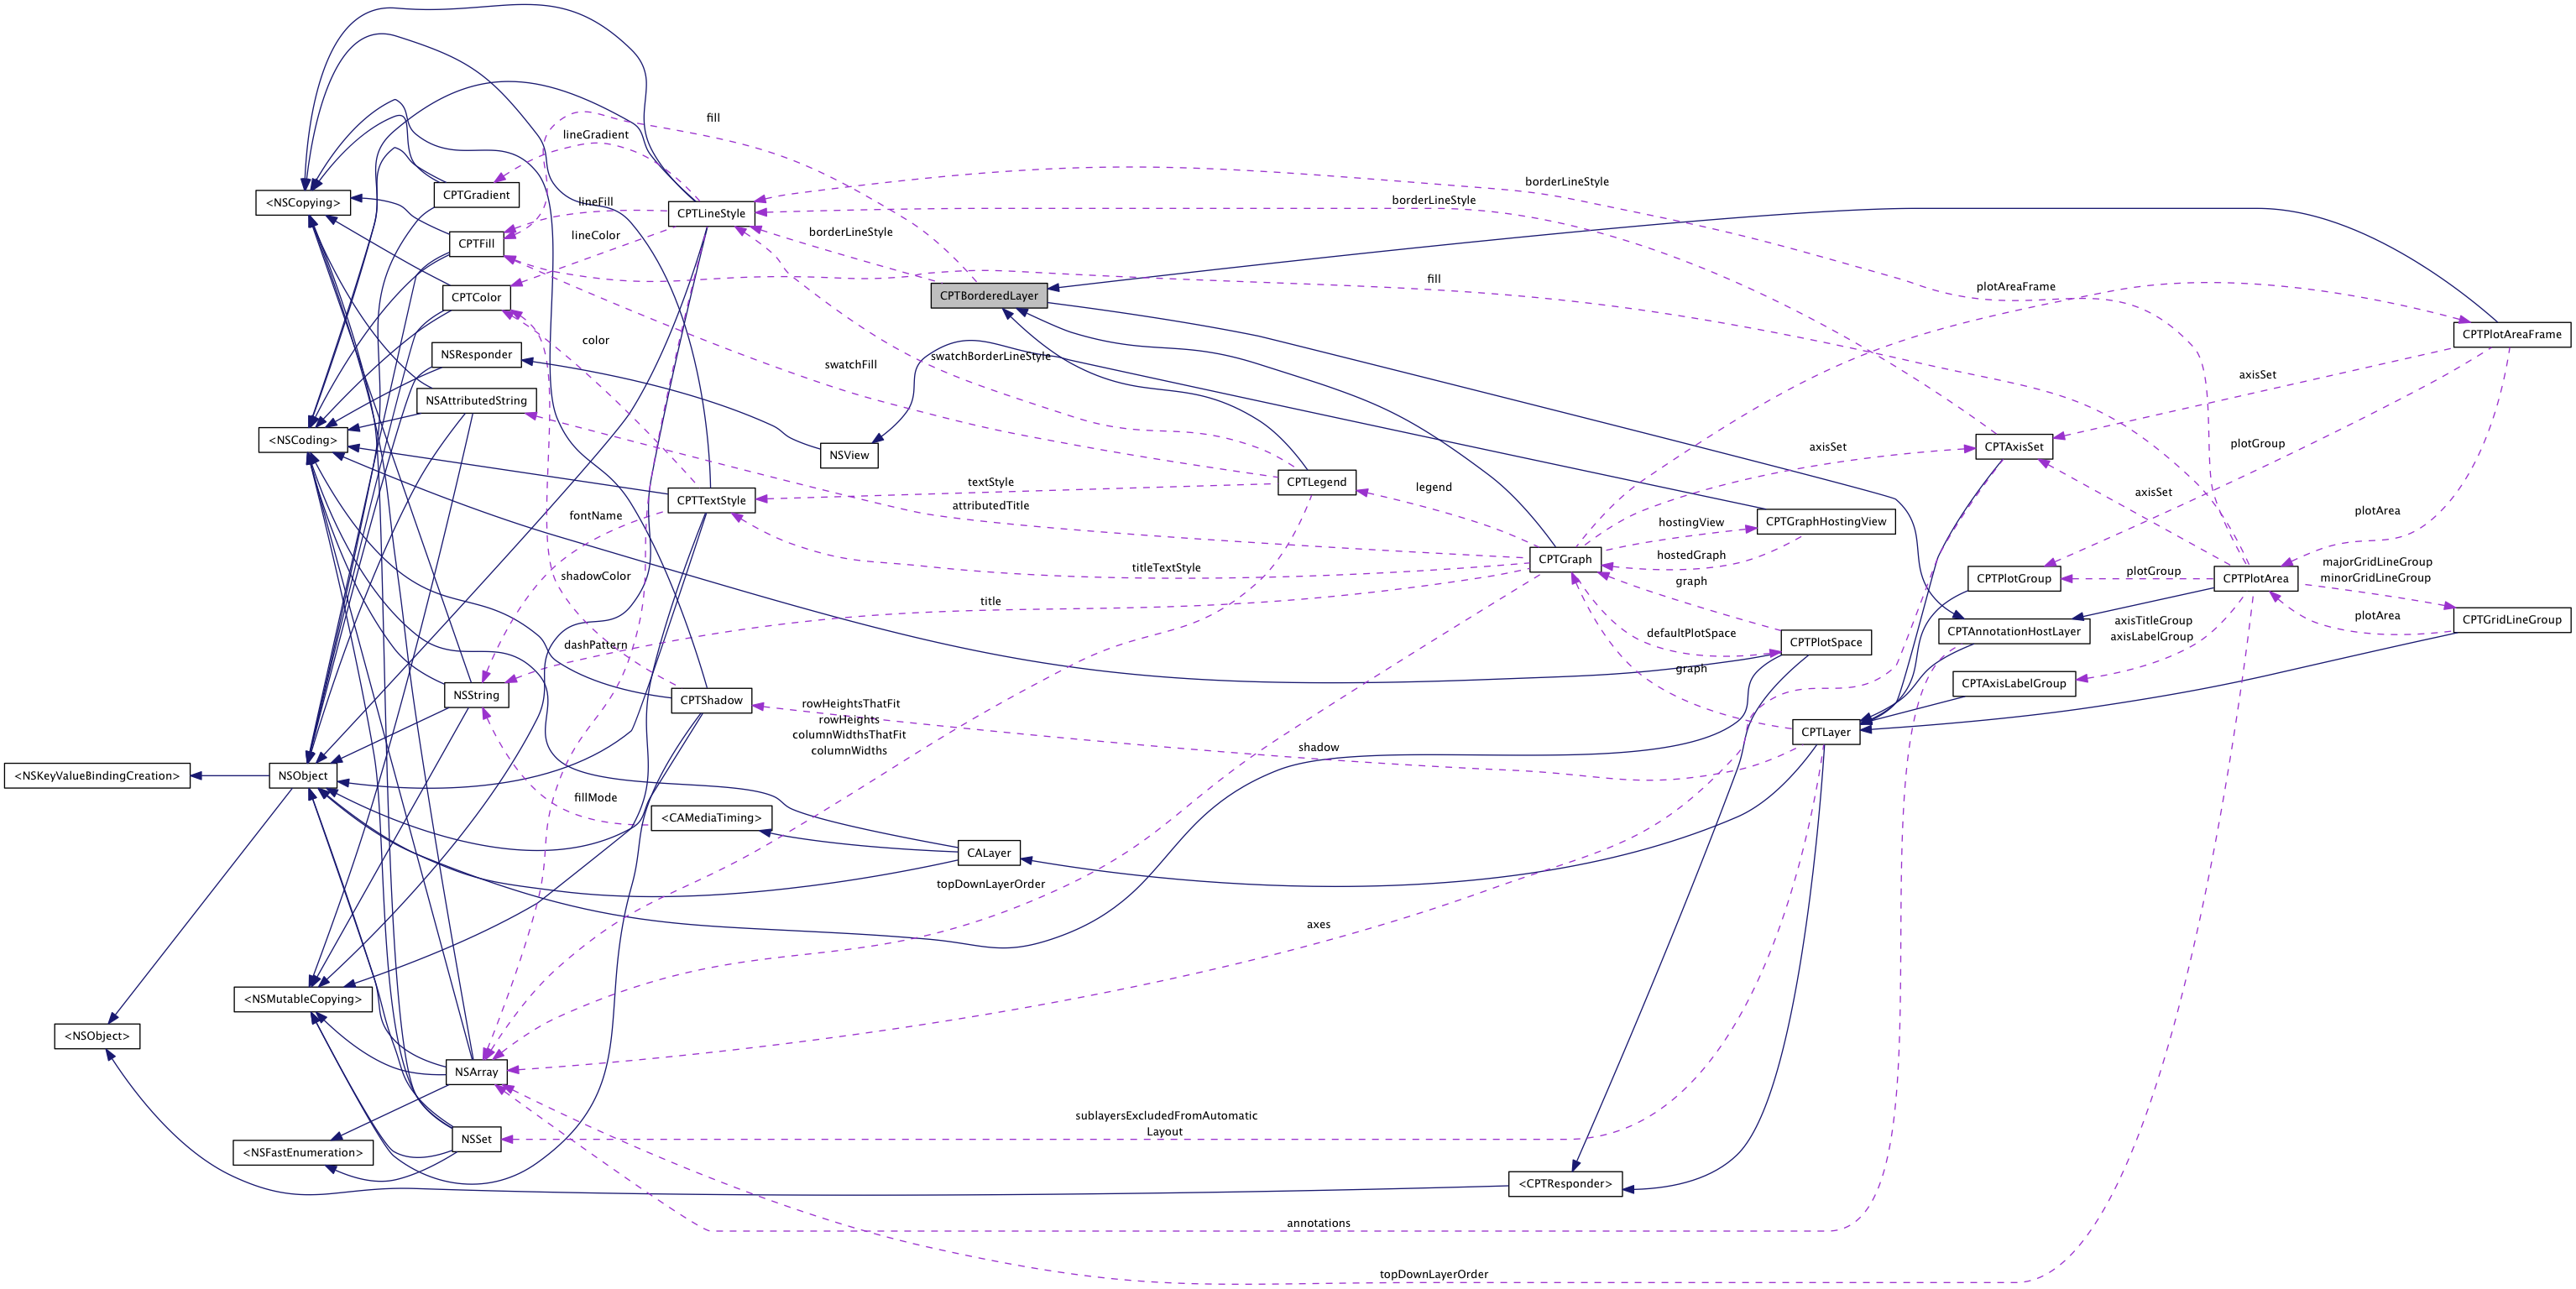 fill
lineGradient
borderLineStyle
CPTGradient
<NSCopying>
lineFill
borderLineStyle
CPTLineStyle
borderLineStyle
lineColor
CPTFill
fill
plotAreaFrame
CPTColor
CPTBorderedLayer
color
CPTPlotAreaFrame
NSResponder
swatchBorderLineStyle
swatchFill
axisSet
NSAttributedString
<NSCoding>
plotGroup
axisSet
CPTAxisSet
NSView
textStyle
CPTLegend
legend
axisSet
CPTTextStyle
attributedTitle
fontName
hostingView
CPTGraphHostingView
plotArea
hostedGraph
CPTGraph
titleTextStyle
shadowColor
graph
plotGroup
CPTPlotGroup
CPTPlotArea
majorGridLineGroup
minorGridLineGroup
title
plotArea
CPTGridLineGroup
axisTitleGroup
axisLabelGroup
defaultPlotSpace
CPTPlotSpace
CPTAnnotationHostLayer
dashPattern
graph
CPTAxisLabelGroup
NSString
CPTShadow
rowHeightsThatFit
rowHeights
columnWidthsThatFit
columnWidths
shadow
CPTLayer
<NSKeyValueBindingCreation>
NSObject
fillMode
<CAMediaTiming>
CALayer
topDownLayerOrder
axes
<NSMutableCopying>
<NSObject>
NSArray
sublayersExcludedFromAutomatic
Layout
NSSet
<NSFastEnumeration>
<CPTResponder>
annotations
topDownLayerOrder